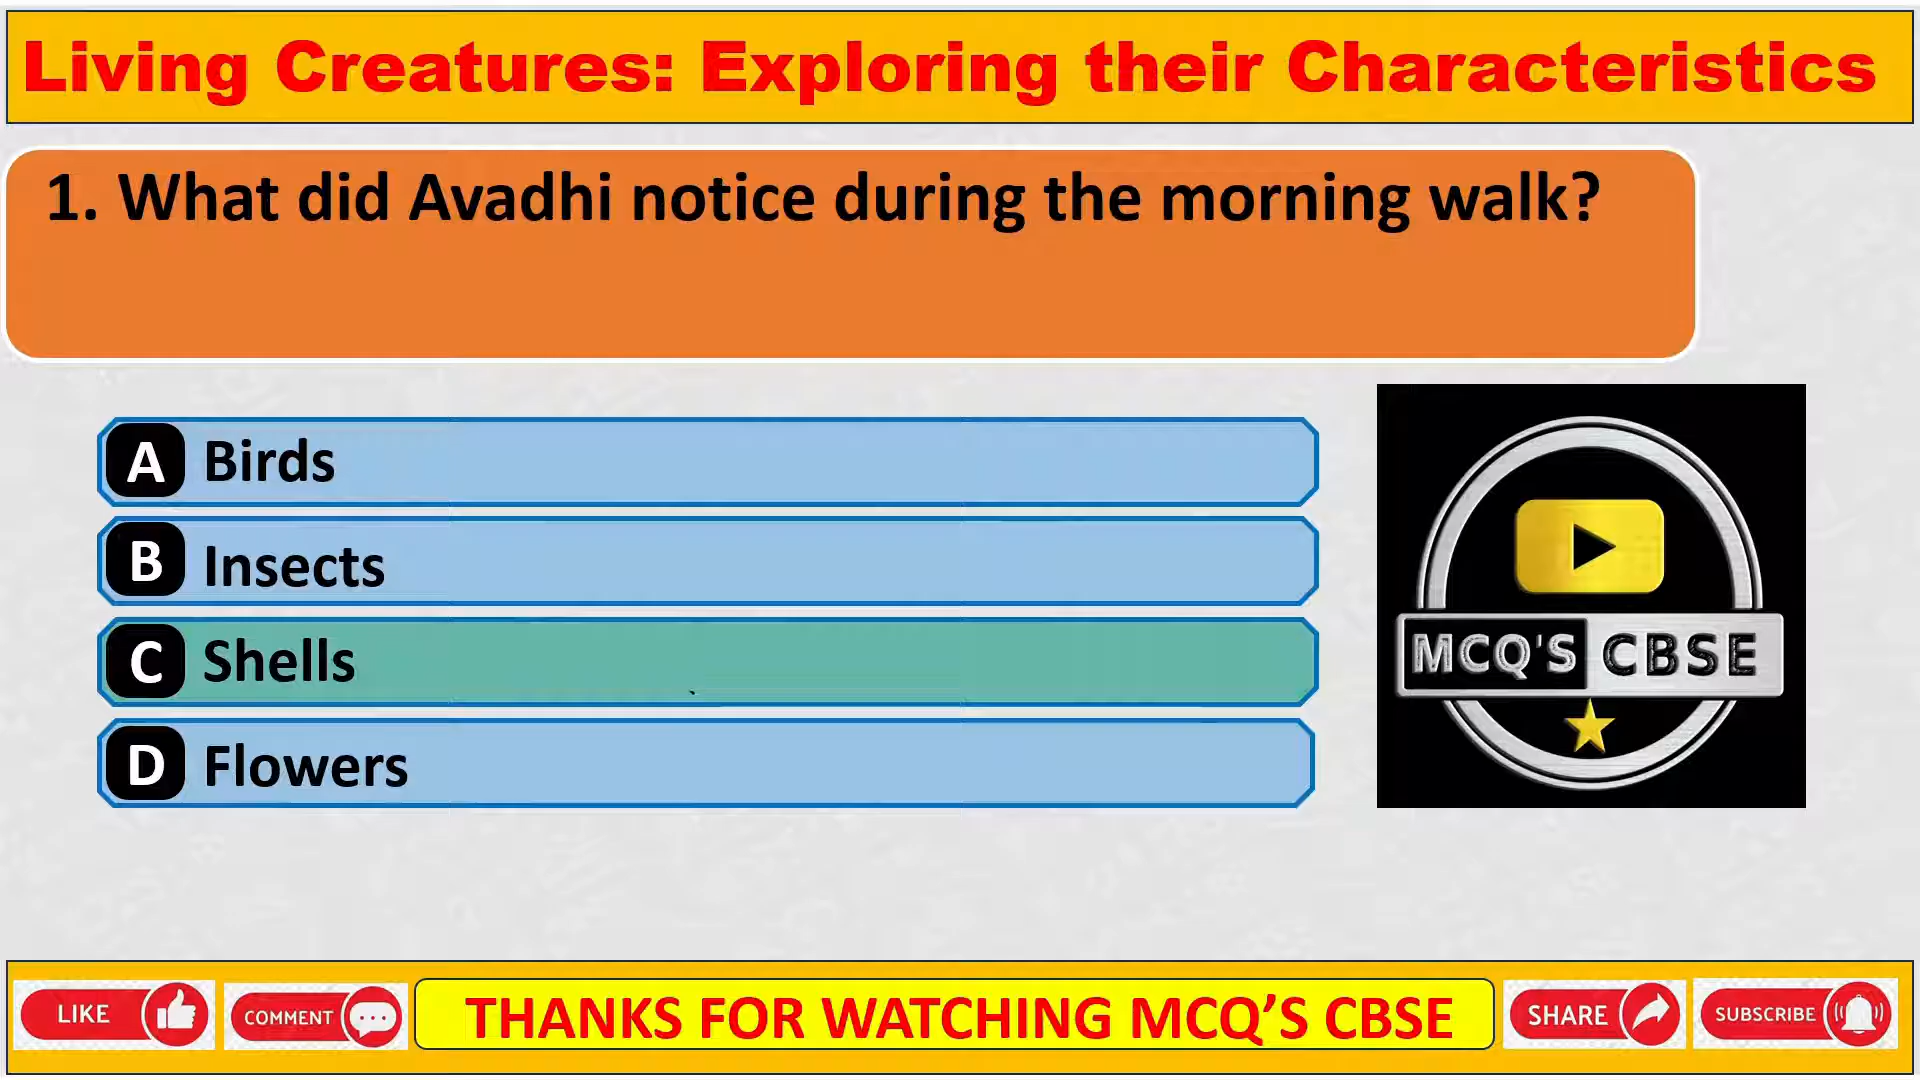 Living Creatures: Exploring their Characteristics
1. What did Avadhi notice during the morning walk?
A Birds
B Insects
C Shells
D Flowers
MCQ'S CBSE
LIKE
COMMENT
THANKS FOR WATCHING MCQ’S CBSE
SHARE
SUBSCRIBE